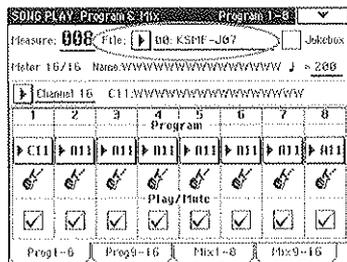 SONG PLAY Program & Mix Program 1-8
Measure: 008 File: 00: KSMF-J07 Jukebox
Meter 16/16 Name:WWWWWWWWWWWWWWWW ♩ = 200
Channel 16 C11:WWWWWWWWWWWWWWWW
1 2 3 4 5 6 7 8
Program
C11 A11 A11 A11 A11 A11 A11 A11
Play/Mute
Prog1-8 Prog9-16 Mix1-8 Mix9-16